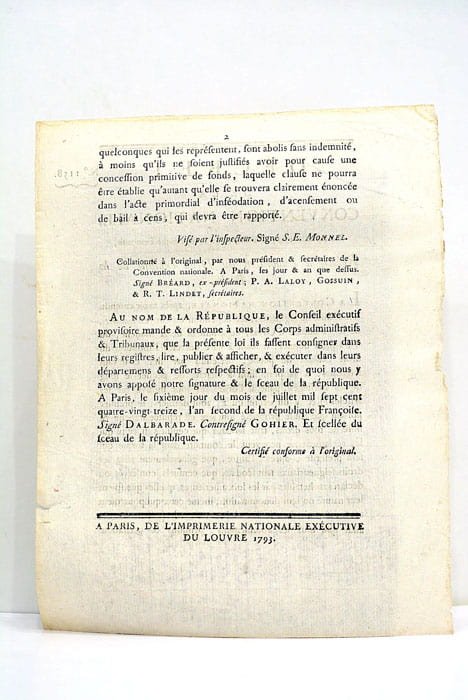 2
quelconques qui les représentent, sont abolis sans indemnité,
à moins qu'ils ne soient justifiés avoir pour cause une
concession primitive de fonds, laquelle clause ne pourra
être établie qu'autant qu'elle se trouvera clairement énoncée
dans l'acte primordial d'inféodation, d'acensement ou
de bail à cens, qui devra être rapporté.
Visé par l'inspecteur. Signé S. E. MONNEL.
Collationné à l'original, par nous président & secrétaires de la
Convention nationale. A Paris, les jour & an que dessus.
Signé BRÉARD, ex-président; P. A. LALOY, GOSSUIN,
& R. T. LINDET, secrétaires.
AU NOM DE LA RÉPUBLIQUE, le Conseil exécutif
provisoire mande & ordonne à tous les Corps administratifs
& Tribunaux, que la présente loi ils fassent consigner dans
leurs registres, lire, publier & afficher, & exécuter dans leurs
départemens & ressorts respectifs; en foi de quoi nous y
avons apposé notre signature & le sceau de la république.
A Paris, le sixième jour du mois de juillet mil sept cent
quatre-vingt treize, l'an second de la république Françoise.
Signé DALBARADE. Contresigné GOHIER. Et scellée du
sceau de la république.
Certifié conforme à l'original.
A PARIS, DE L'IMPRIMERIE NATIONALE EXÉCUTIVE
DU LOUVRE 1793.